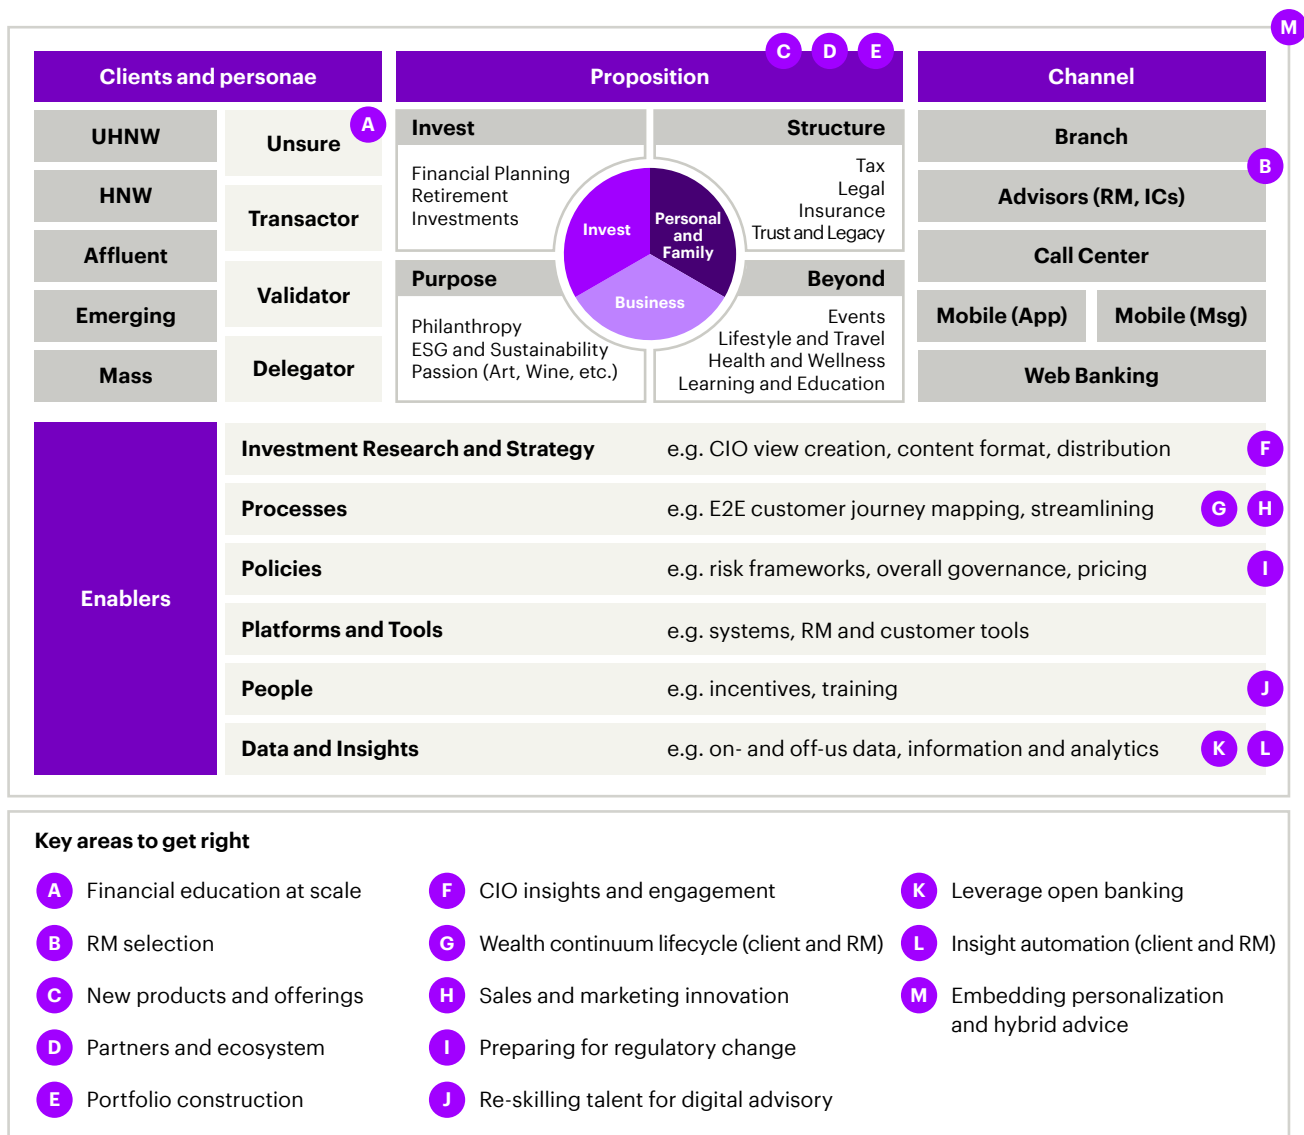 M
Clients and personae
Proposition
C D E
Channel
UHNW
HNW
Affluent
Emerging
Mass
Unsure
A
Transactor
Validator
Delegator
Invest
Financial Planning
Retirement
Investments
Structure
Tax
Legal
Insurance
Trust and Legacy
Purpose
Philanthropy
ESG and Sustainability
Passion (Art, Wine, etc.)
Beyond
Events
Lifestyle and Travel
Health and Wellness
Learning and Education
Invest
Personal
and
Family
Business
Branch
B
Advisors (RM, ICs)
Call Center
Mobile (App)
Mobile (Msg)
Web Banking
Enablers
Investment Research and Strategy e.g. CIO view creation, content format, distribution F
Processes e.g. E2E customer journey mapping, streamlining G H
Policies e.g. risk frameworks, overall governance, pricing I
Platforms and Tools e.g. systems, RM and customer tools
People e.g. incentives, training J
Data and Insights e.g. on- and off-us data, information and analytics K L
Key areas to get right
A Financial education at scale
B RM selection
C New products and offerings
D Partners and ecosystem
E Portfolio construction
F CIO insights and engagement
G Wealth continuum lifecycle (client and RM)
H Sales and marketing innovation
I Preparing for regulatory change
J Re-skilling talent for digital advisory
K Leverage open banking
L Insight automation (client and RM)
M Embedding personalization
and hybrid advice